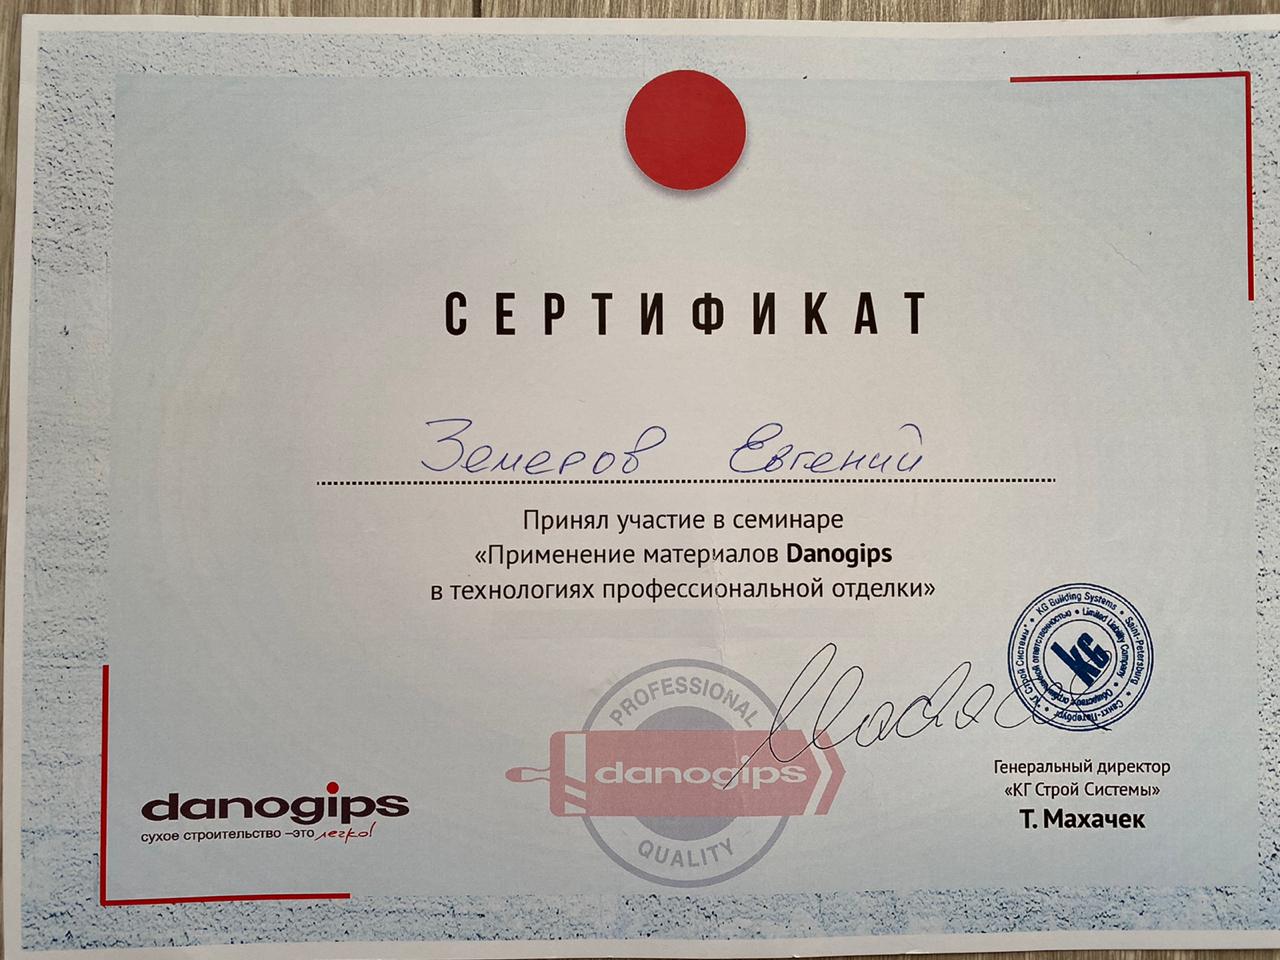 СЕРТИФИКАТ
Земеров Евгений
Принял участие в семинаре
«Применение материалов Danogips
в технологиях профессиональной отделки»
PROFESSIONAL
danogips
QUALITY
danogips
сухое строительство –это легко!
"КГ Строй Системы" • KG Building Systems • Saint-Petersburg • Санкт-Петербург •
Общество с ограниченной ответственностью • Limited Liability Company •
KG
Генеральный директор
«КГ Строй Системы»
Т. Махачек